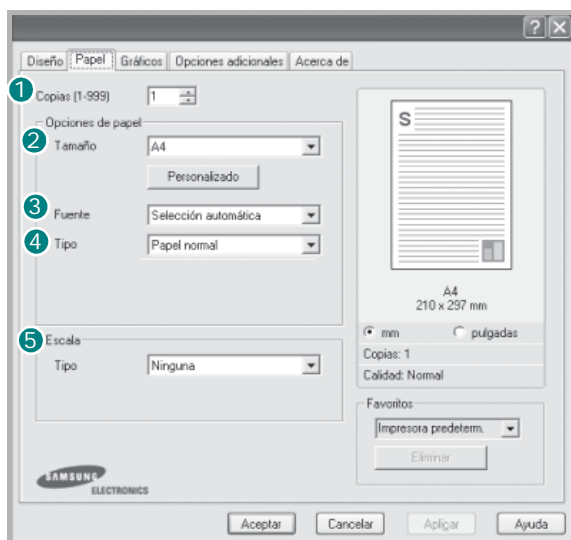 Diseño Papel Gráficos Opciones adicionales Acerca de
1 Copias (1-999) 1
Opciones de papel
2 Tamaño A4
Personalizado
3 Fuente Selección automática
4 Tipo Papel normal
5 Escala
Tipo Ninguna
S
A4
210 x 297 mm
mm pulgadas
Copias: 1
Calidad: Normal
Favoritos
Impresora predeterm.
Eliminar
SAMSUNG
ELECTRONICS
Aceptar Cancelar Aplicar Ayuda